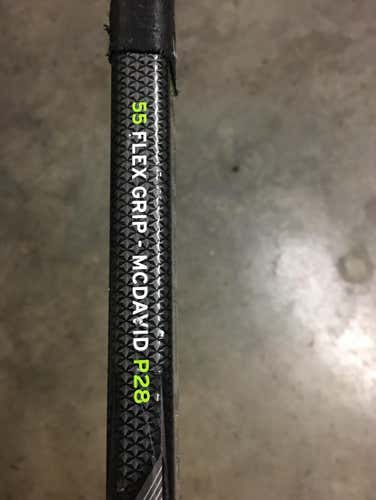 55 FLEX GRIP - MCDAVID P28